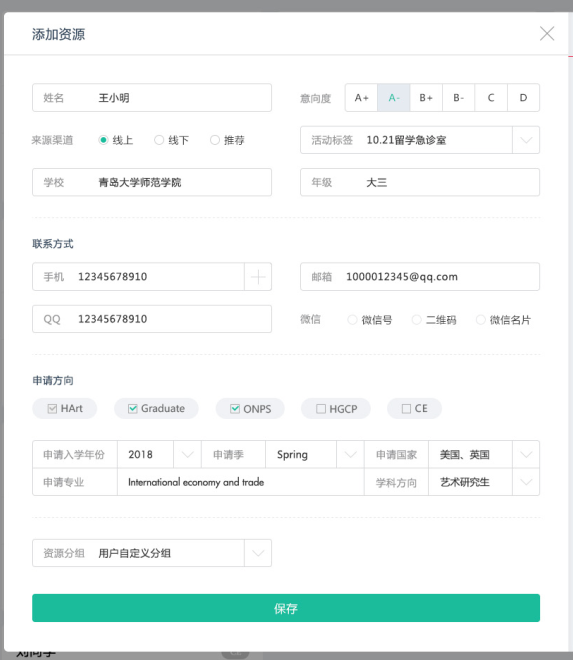 添加资源
姓名 王小明 意向度 A+ A- B+ B- C D
来源渠道 线上 线下 推荐 活动标签 10.21留学急诊室
学校 青岛大学师范学院 年级 大三
联系方式
手机 12345678910 邮箱 1000012345@qq.com
QQ 12345678910 微信 微信号 二维码 微信名片
申请方向
HArt Graduate ONPS HGCP CE
申请入学年份 2018 申请季 Spring 申请国家 美国、英国
申请专业 International economy and trade 学科方向 艺术研究生
资源分组 用户自定义分组
保存